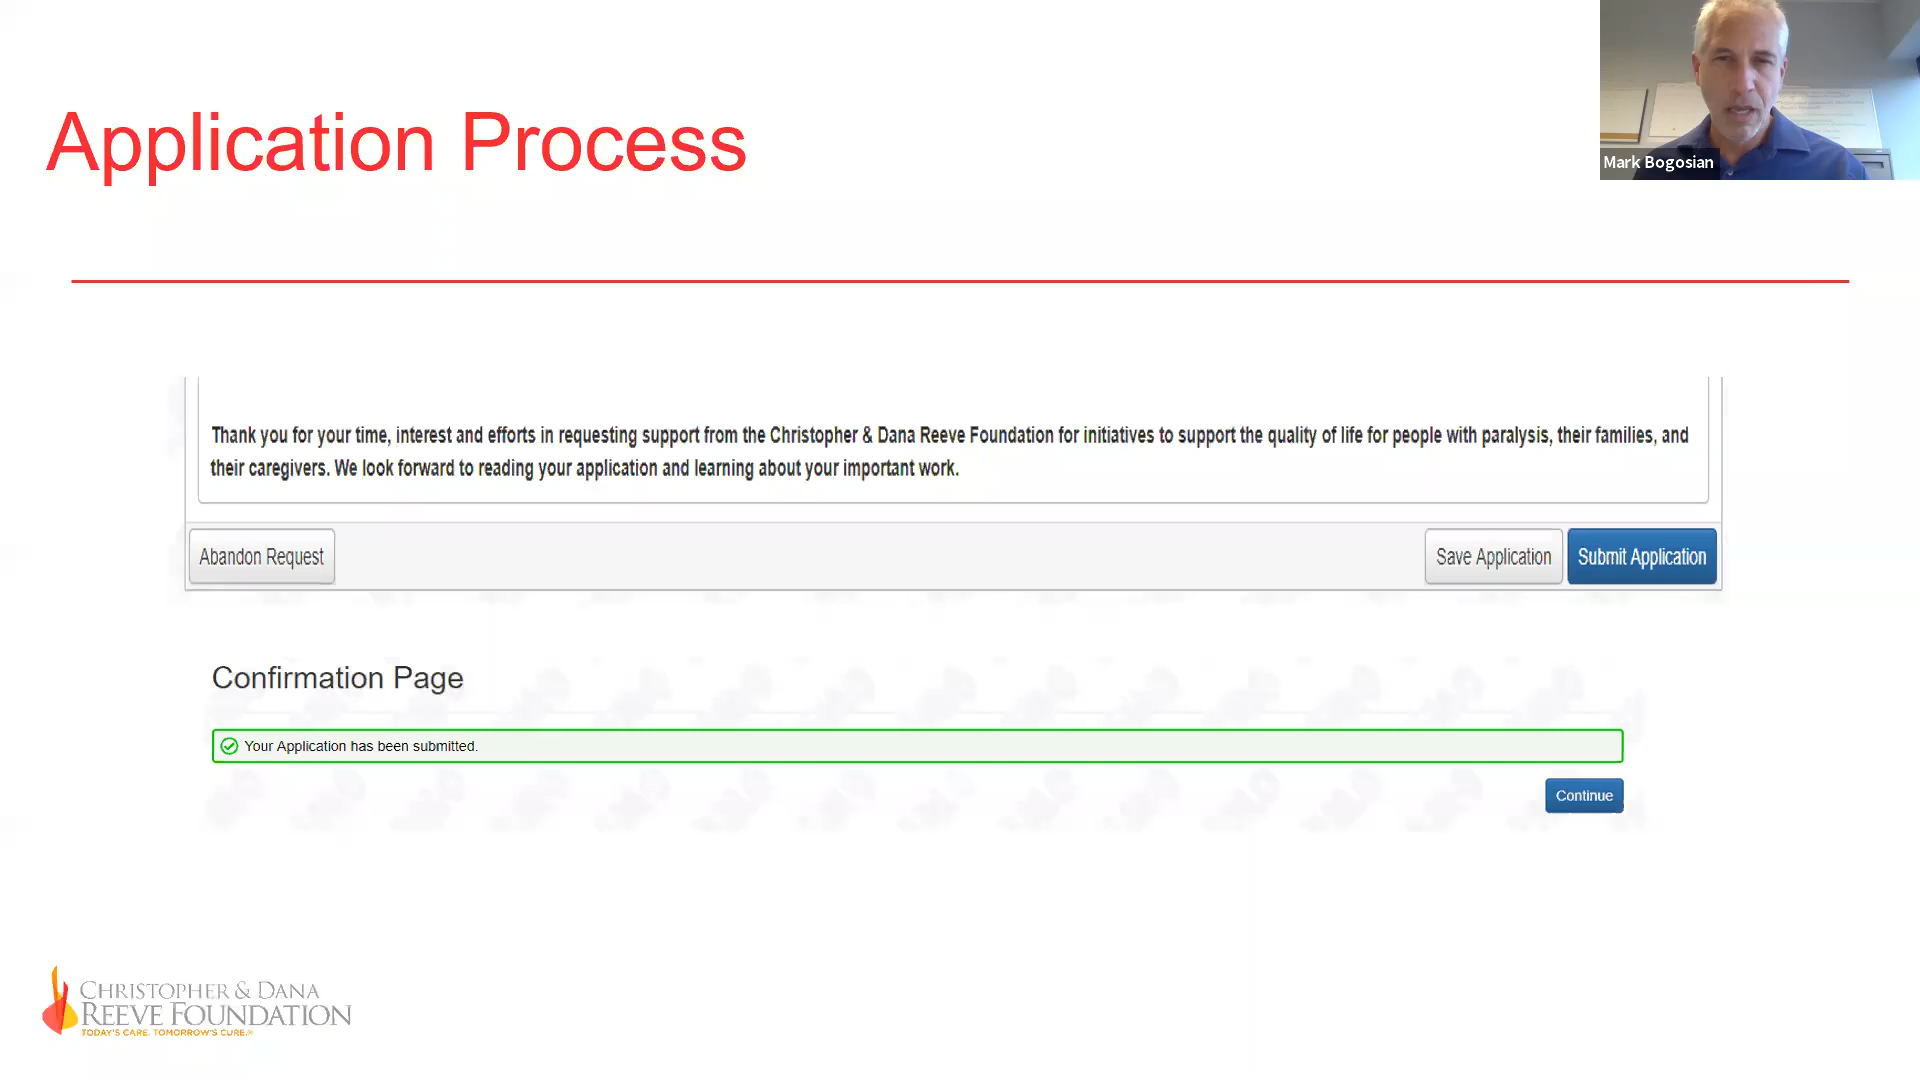 Application Process
Mark Bogosian
Thank you for your time, interest and efforts in requesting support from the Christopher & Dana Reeve Foundation for initiatives to support the quality of life for people with paralysis, their families, and
their caregivers. We look forward to reading your application and learning about your important work.
Abandon Request
Save Application
Submit Application
Confirmation Page
Your Application has been submitted.
Continue
CHRISTOPHER & DANA
REEVE FOUNDATION
TODAY'S CARE. TOMORROW'S CURE.®